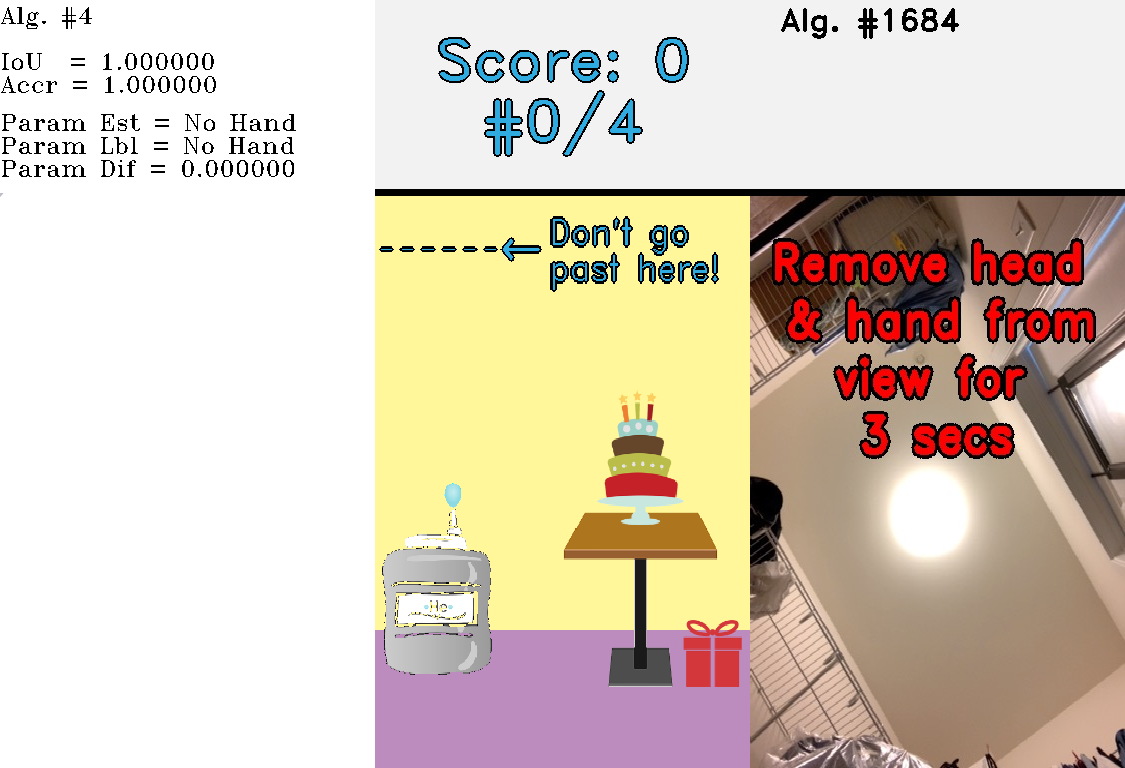 Alg. #4
IoU = 1.000000
Accr = 1.000000
Param Est = No Hand
Param Lbl = No Hand
Param Dif = 0.000000
Score: 0
#0/4
Alg. #1684
Don't go
past here!
Remove head
& hand from
view for
3 secs